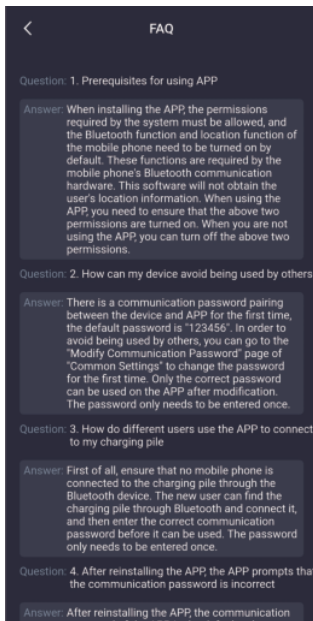 FAQ
Question: 1. Prerequisites for using APP
Answer: When installing the APP, the permissions
required by the system must be allowed, and
the Bluetooth function and location function of
the mobile phone need to be turned on by
default. These functions are required by the
mobile phone's Bluetooth communication
hardware. This software will not obtain the
user's location information. When using the
APP, you need to ensure that the above two
permissions are turned on. When you are not
using the APP, you can turn off the above two
permissions.
Question: 2. How can my device avoid being used by others
Answer: There is a communication password pairing
between the device and APP for the first time,
the default password is "123456". In order to
avoid being used by others, you can go to the
"Modify Communication Password" page of
"Common Settings" to change the password
for the first time. Only the correct password
can be used on the APP after modification.
The password only needs to be entered once.
Question: 3. How do different users use the APP to connect
to my charging pile
Answer: First of all, ensure that no mobile phone is
connected to the charging pile through the
Bluetooth device. The new user can find the
charging pile through Bluetooth and connect it,
and then enter the correct communication
password before it can be used. The password
only needs to be entered once.
Question: 4. After reinstalling the APP, the APP prompts that
the communication password is incorrect
Answer: After reinstalling the APP, the communication